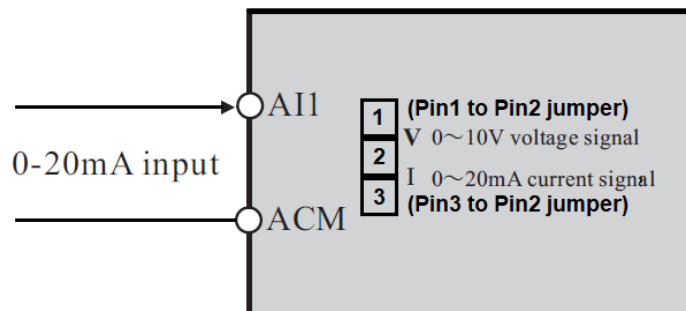 AI1
0-20mA input
ACM
1
2
3
(Pin1 to Pin2 jumper)
V 0～10V voltage signal
I 0～20mA current signal
(Pin3 to Pin2 jumper)